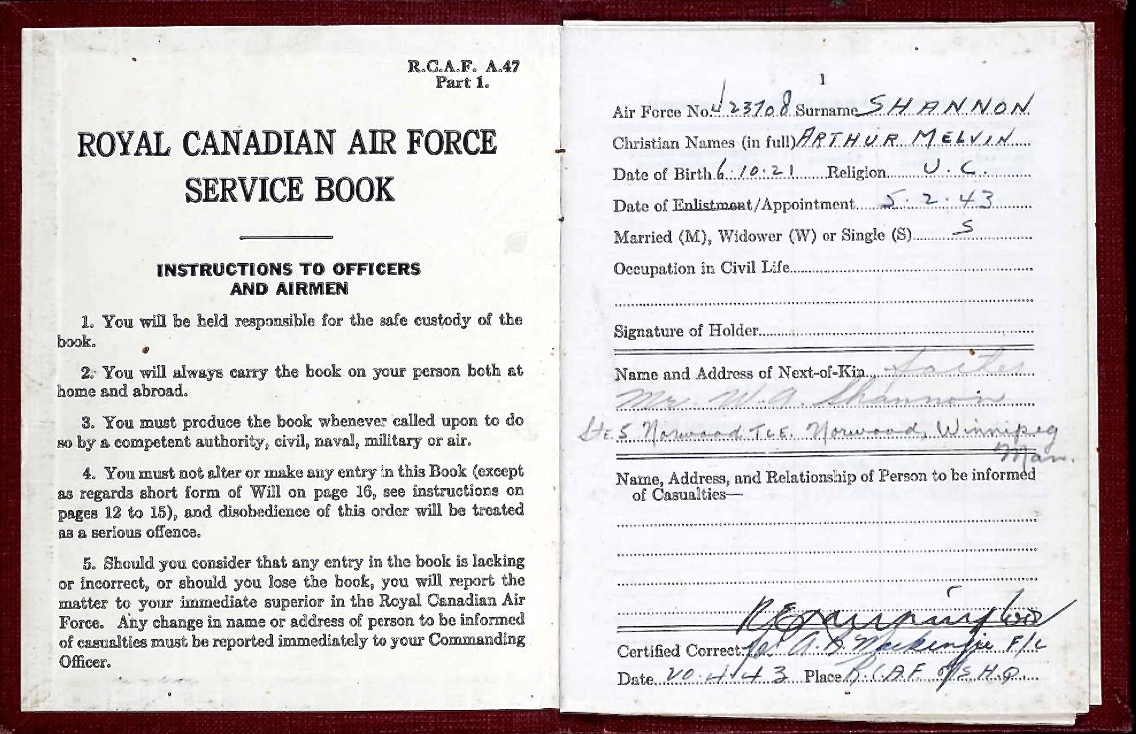 R.C.A.F. A.47
Part 1.
ROYAL CANADIAN AIR FORCE
SERVICE BOOK
INSTRUCTIONS TO OFFICERS
AND AIRMEN
1. You will be held responsible for the safe custody of the
book.
2. You will always carry the book on your person both at
home and abroad.
3. You must produce the book whenever called upon to do
so by a competent authority, civil, naval, military or air.
4. You must not alter or make any entry in this Book (except
as regards short form of Will on page 16, see instructions on
pages 12 to 15), and disobedience of this order will be treated
as a serious offence.
5. Should you consider that any entry in the book is lacking
or incorrect, or should you lose the book, you will report the
matter to your immediate superior in the Royal Canadian Air
Force. Any change in name or address of person to be informed
of casualties must be reported immediately to your Commanding
Officer.
1
Air Force No. J23708 Surname SHANNON
Christian Names (in full) ARTHUR MELVIN
Date of Birth 6.10.21 Religion U.C.
Date of Enlistment/Appointment 5.2.43
Married (M), Widower (W) or Single (S) S
Occupation in Civil Life
Signature of Holder
Name and Address of Next-of-Kin
Mr. W.A. Shannon
Ste. 5 Norwood Tce. Norwood, Winnipeg
Man.
Name, Address, and Relationship of Person to be informed
of Casualties—
Certified Correct A. B. Mackenzie F/L
Date 20.4.43 Place R.C.A.F. O/S H.Q.